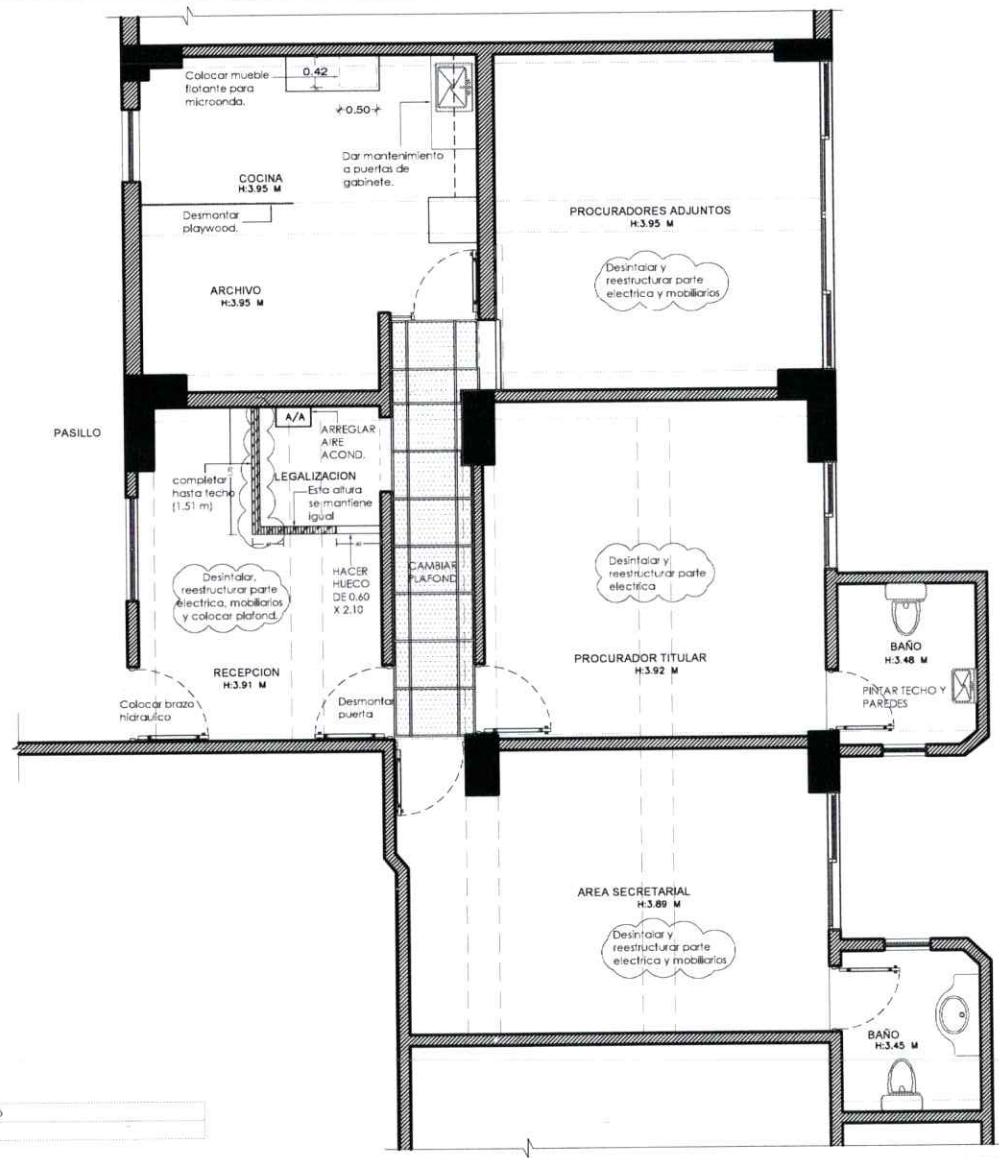 Colocar mueble
flotante para
microonda.
0.42
0.50
Dar mantenimiento
a puertas de
gabinete.
COCINA
H:3.95 M
Desmontar
playwood.
ARCHIVO
H:3.95 M
PROCURADORES ADJUNTOS
H:3.95 M
Desintalar y
reestructurar parte
electrica y mobiliarios
PASILLO
A/A
ARREGLAR
AIRE
ACOND.
LEGALIZACION
completar
hasta techo
(1.51 m)
Esta altura
se mantiene
igual
HACER
HUECO
DE 0.60
X 2.10
CAMBIAR
PLAFOND
Desintalar,
reestructurar parte
electrica, mobiliarios
y colocar plafond.
RECEPCION
H:3.91 M
Colocar brazo
hidraulico
Desmontar
puerta
Desintalar y
reestructurar parte
electrica
PROCURADOR TITULAR
H:3.92 M
BAÑO
H:3.48 M
PINTAR TECHO Y
PAREDES
AREA SECRETARIAL
H:3.89 M
Desintalar y
reestructurar parte
electrica y mobiliarios
BAÑO
H:3.45 M